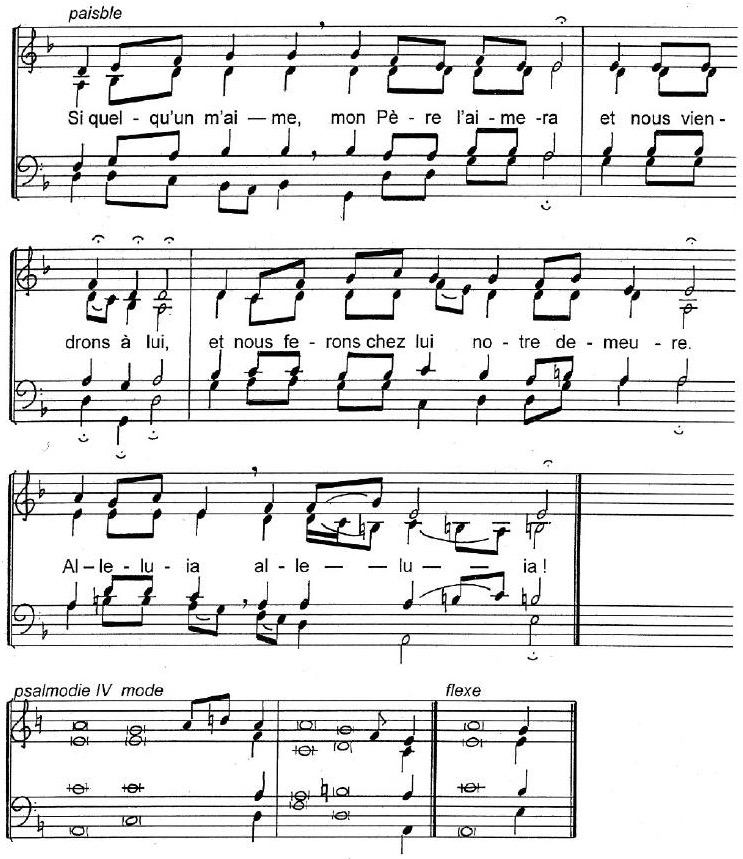 paisble
Si quel - qu'un m'ai — me, mon Pè - re l'ai - me -ra et nous vien -
drons à lui, et nous fe - rons chez lui no - tre de - meu - re.
Al – le - lu - ia al - le — — lu — — ia !
psalmodie IV mode flexe